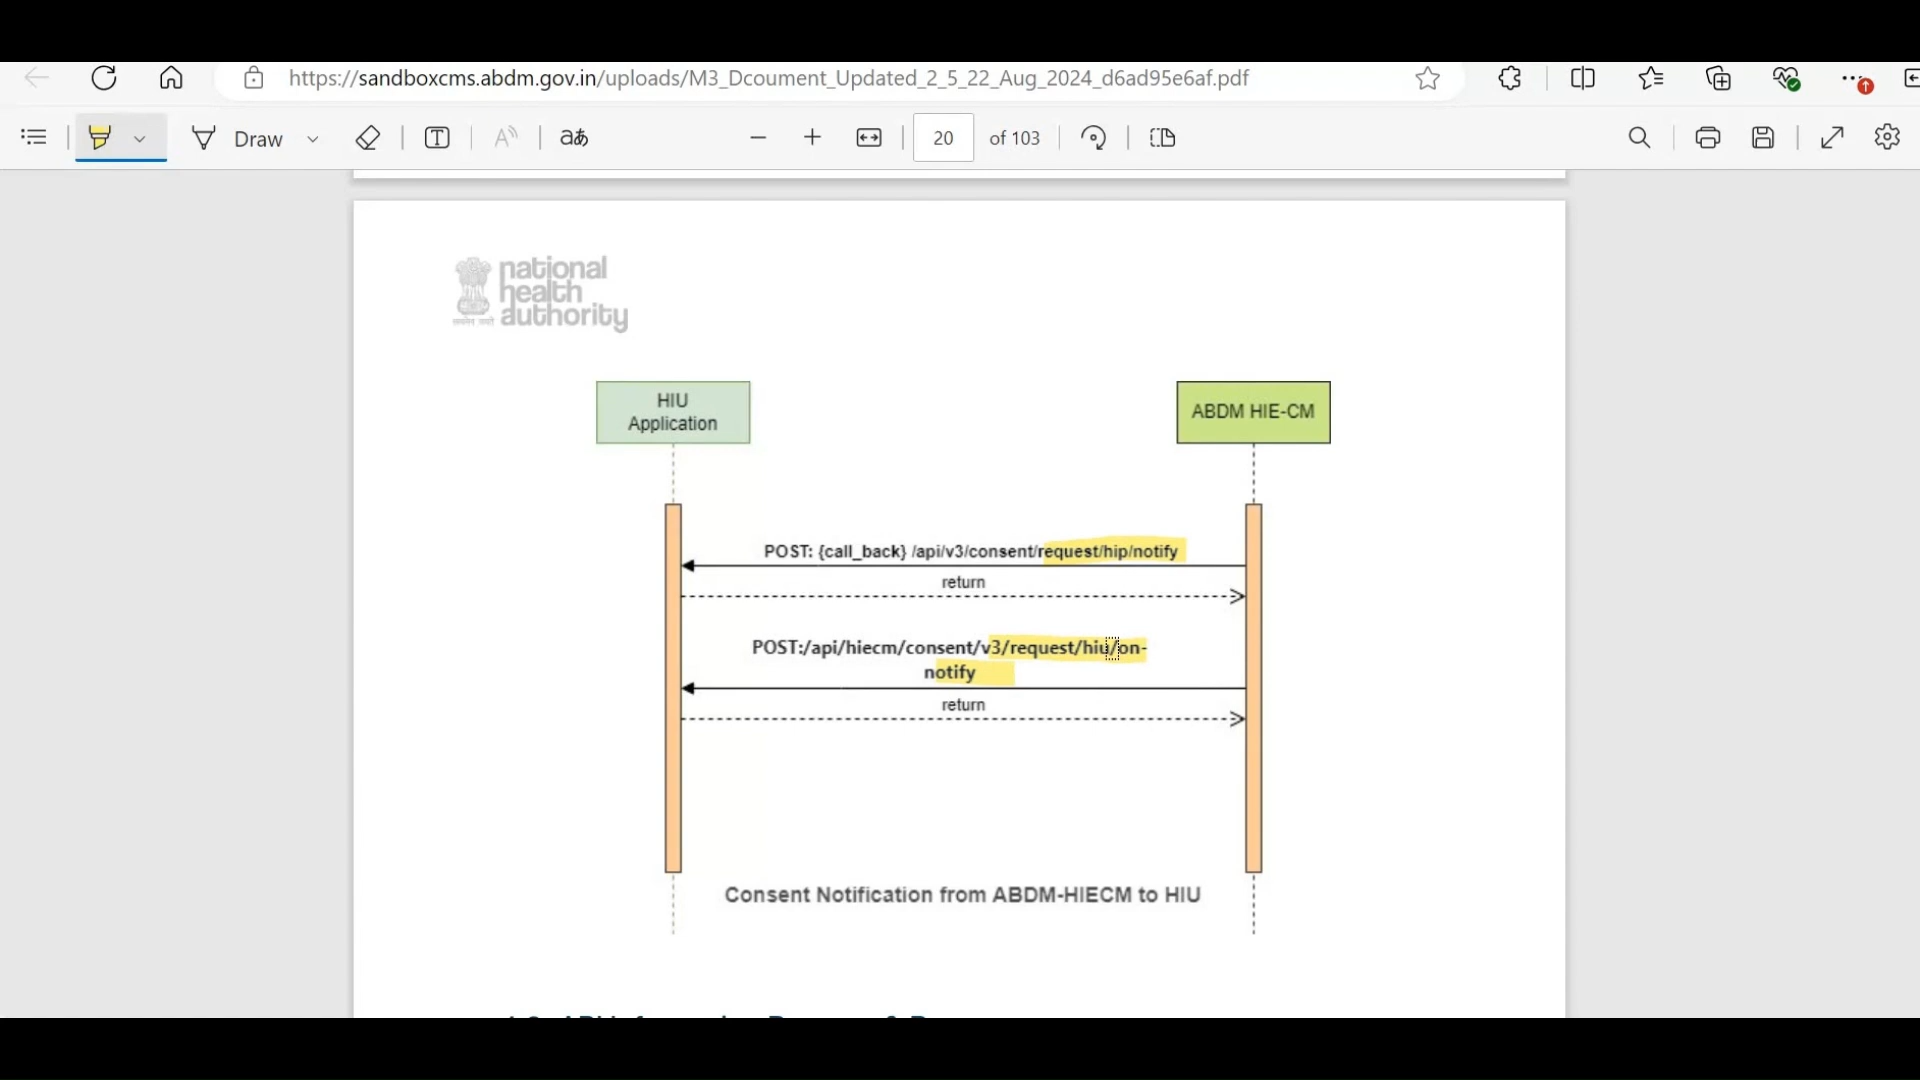 https://sandboxcms.abdm.gov.in/uploads/M3_Dcoument_Updated_2_5_22_Aug_2024_d6ad95e6af.pdf
Draw
20 of 103
national
health
authority
HIU
Application
ABDM HIE-CM
POST: {call_back} /api/v3/consent/request/hip/notify
return
POST:/api/hiecm/consent/v3/request/hiu/on-
notify
return
Consent Notification from ABDM-HIECM to HIU